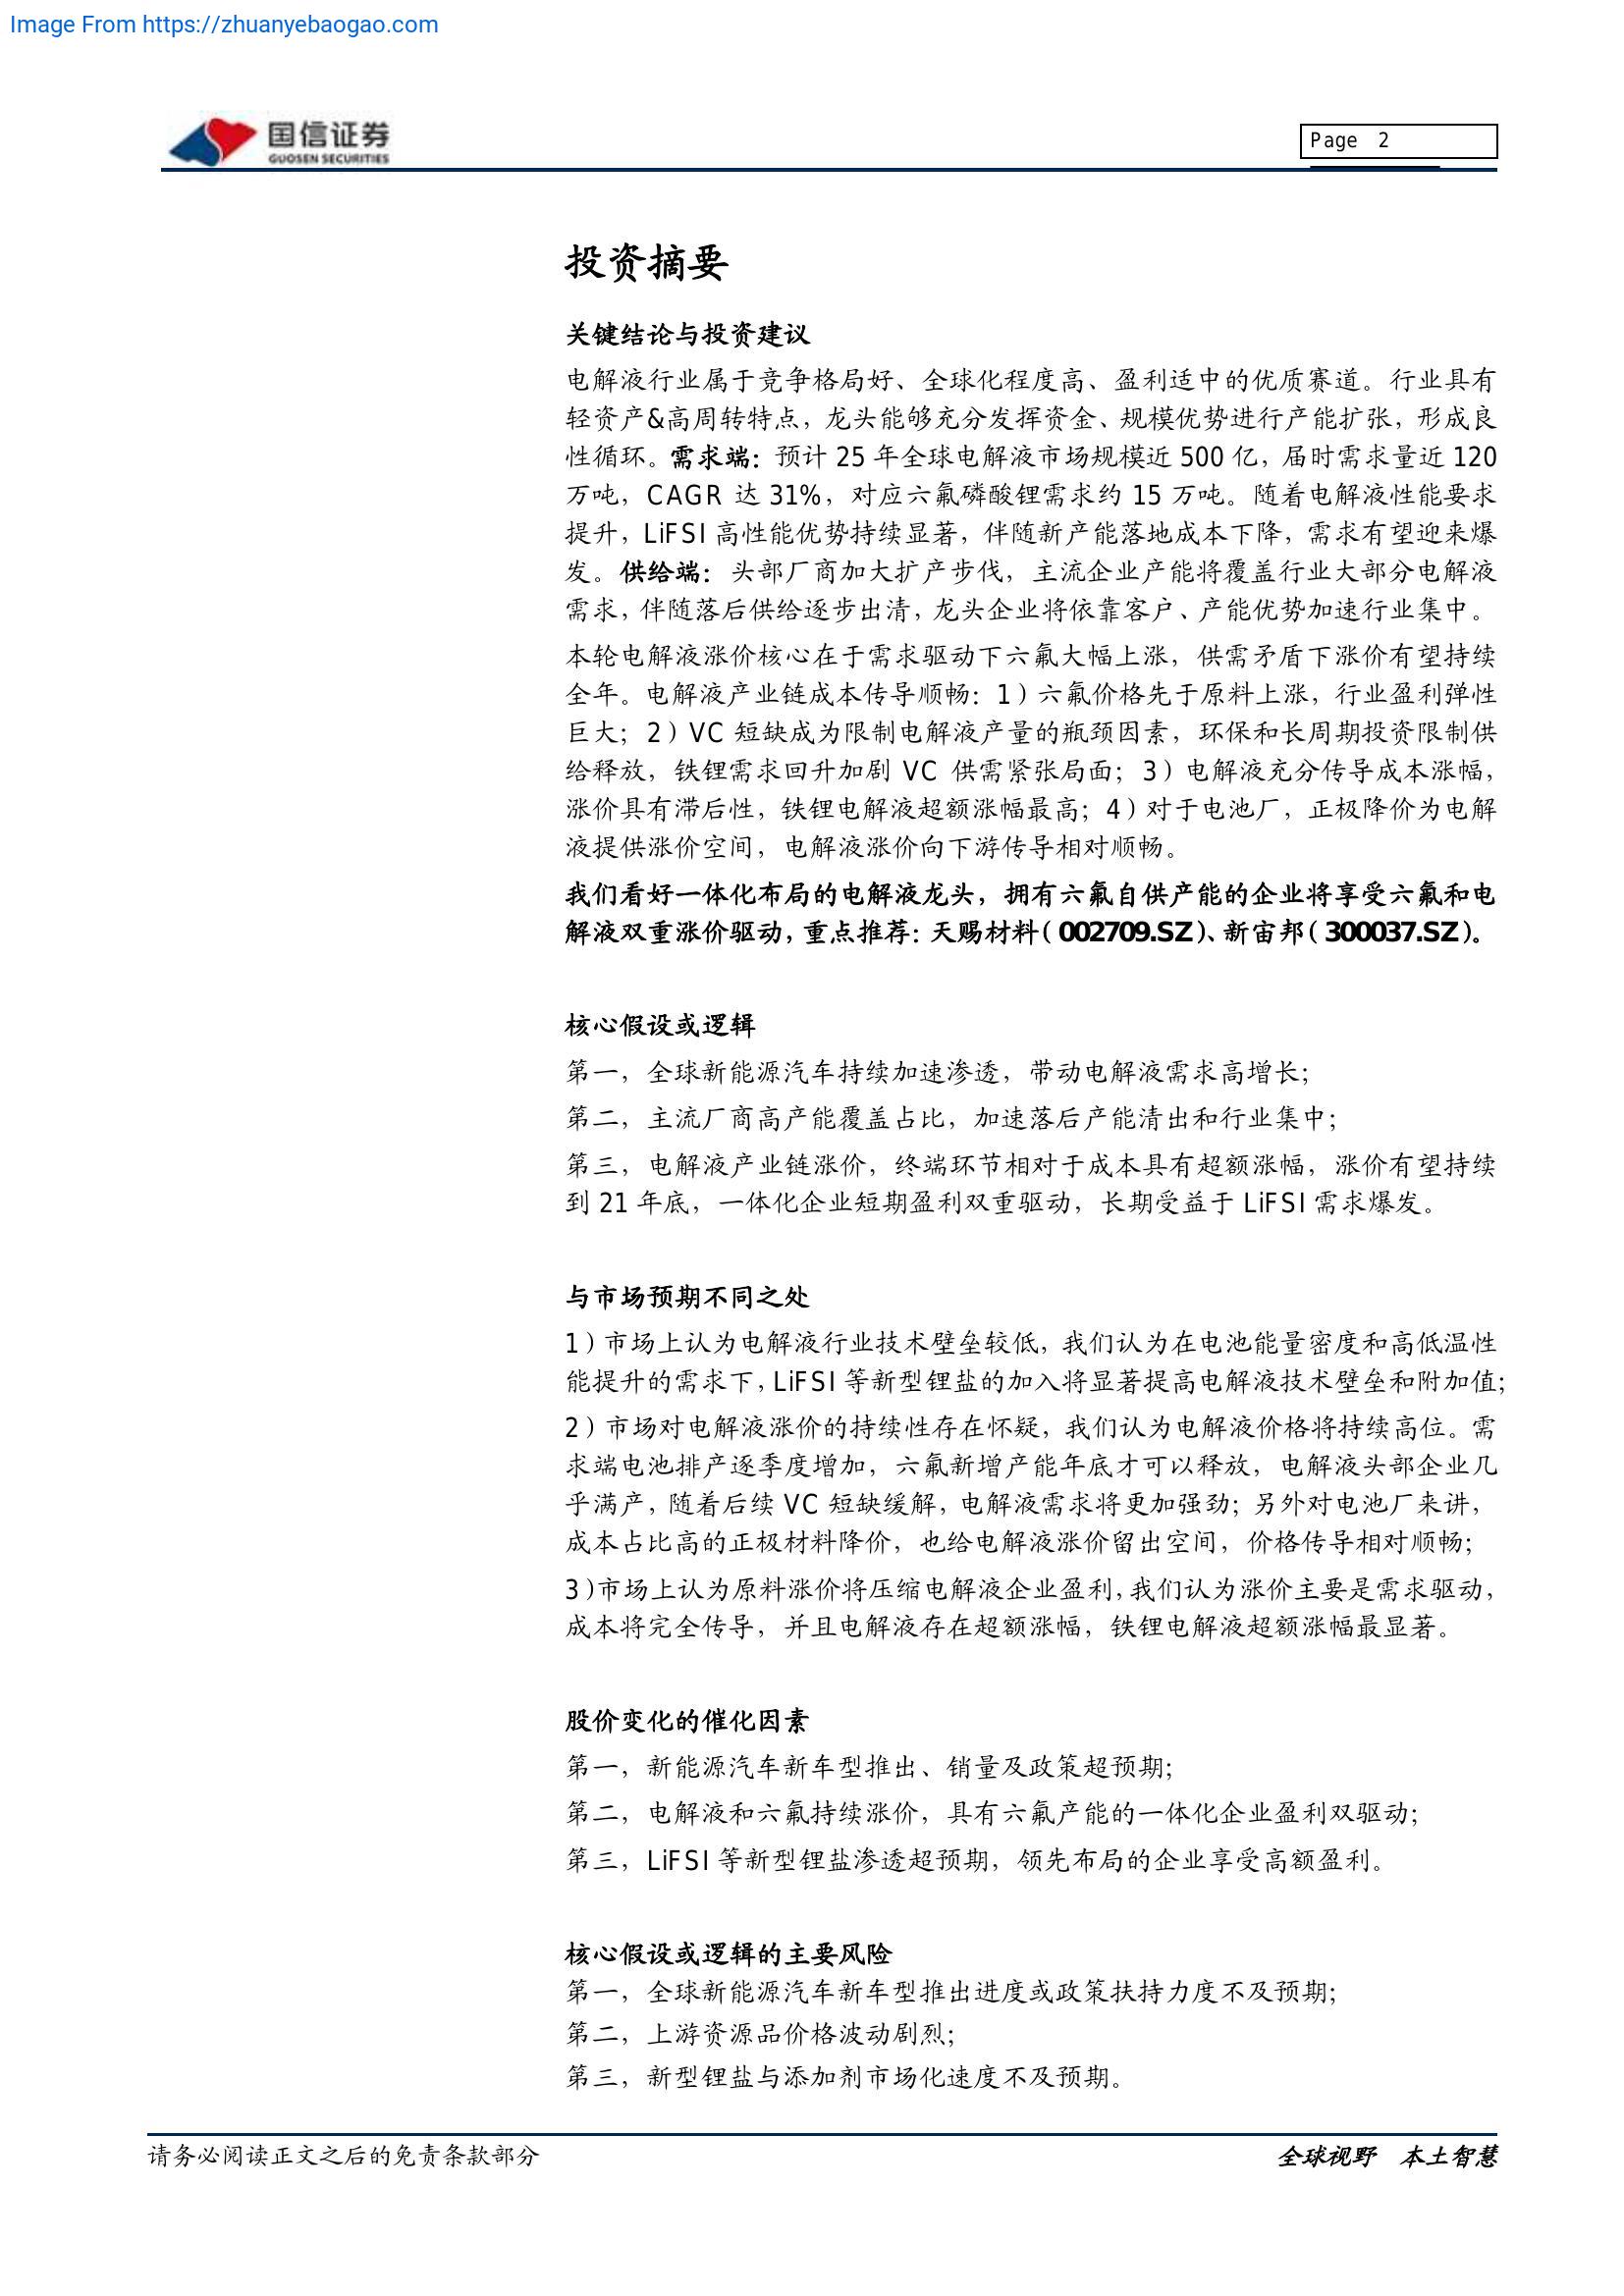 Image From https://zhuanyebaogao.com
国信证券
GUOSEN SECURITIES
Page 2
投资摘要
关键结论与投资建议
电解液行业属于竞争格局好、全球化程度高、盈利适中的优质赛道。行业具有
轻资产&高周转特点，龙头能够充分发挥资金、规模优势进行产能扩张，形成良
性循环。需求端：预计 25 年全球电解液市场规模近 500 亿，届时需求量近 120
万吨，CAGR 达 31%，对应六氟磷酸锂需求约 15 万吨。随着电解液性能要求
提升，LiFSI 高性能优势持续显著，伴随新产能落地成本下降，需求有望迎来爆
发。供给端：头部厂商加大扩产步伐，主流企业产能将覆盖行业大部分电解液
需求，伴随落后供给逐步出清，龙头企业将依靠客户、产能优势加速行业集中。
本轮电解液涨价核心在于需求驱动下六氟大幅上涨，供需矛盾下涨价有望持续
全年。电解液产业链成本传导顺畅：1）六氟价格先于原料上涨，行业盈利弹性
巨大；2）VC 短缺成为限制电解液产量的瓶颈因素，环保和长周期投资限制供
给释放，铁锂需求回升加剧 VC 供需紧张局面；3）电解液充分传导成本涨幅，
涨价具有滞后性，铁锂电解液超额涨幅最高；4）对于电池厂，正极降价为电解
液提供涨价空间，电解液涨价向下游传导相对顺畅。
我们看好一体化布局的电解液龙头，拥有六氟自供产能的企业将享受六氟和电
解液双重涨价驱动，重点推荐：天赐材料（002709.SZ）、新宙邦（300037.SZ）。
核心假设或逻辑
第一，全球新能源汽车持续加速渗透，带动电解液需求高增长；
第二，主流厂商高产能覆盖占比，加速落后产能清出和行业集中；
第三，电解液产业链涨价，终端环节相对于成本具有超额涨幅，涨价有望持续
到 21 年底，一体化企业短期盈利双重驱动，长期受益于 LiFSI 需求爆发。
与市场预期不同之处
1）市场上认为电解液行业技术壁垒较低，我们认为在电池能量密度和高低温性
能提升的需求下，LiFSI 等新型锂盐的加入将显著提高电解液技术壁垒和附加值；
2）市场对电解液涨价的持续性存在怀疑，我们认为电解液价格将持续高位。需
求端电池排产逐季度增加，六氟新增产能年底才可以释放，电解液头部企业几
乎满产，随着后续 VC 短缺缓解，电解液需求将更加强劲；另外对电池厂来讲，
成本占比高的正极材料降价，也给电解液涨价留出空间，价格传导相对顺畅；
3）市场上认为原料涨价将压缩电解液企业盈利，我们认为涨价主要是需求驱动，
成本将完全传导，并且电解液存在超额涨幅，铁锂电解液超额涨幅最显著。
股价变化的催化因素
第一，新能源汽车新车型推出、销量及政策超预期；
第二，电解液和六氟持续涨价，具有六氟产能的一体化企业盈利双驱动；
第三，LiFSI 等新型锂盐渗透超预期，领先布局的企业享受高额盈利。
核心假设或逻辑的主要风险
第一，全球新能源汽车新车型推出进度或政策扶持力度不及预期；
第二，上游资源品价格波动剧烈；
第三，新型锂盐与添加剂市场化速度不及预期。
请务必阅读正文之后的免责条款部分
全球视野 本土智慧